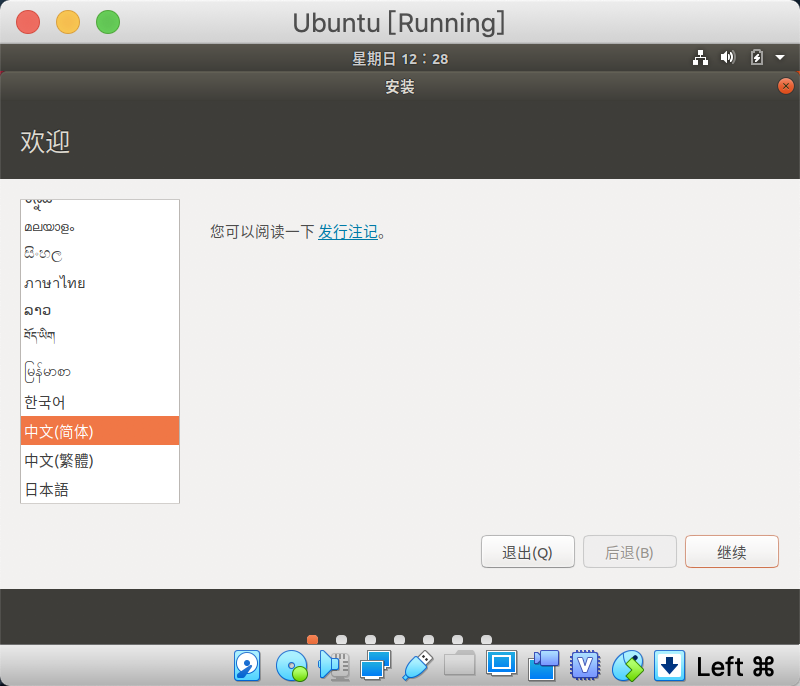 Ubuntu [Running]
星期日 12：28
安装
欢迎
മലയാളം
සිංහල
ภาษาไทย
ລາວ
བོད་ཡིག
မြန်မာစာ
한국어
中文(简体)
中文(繁體)
日本語
您可以阅读一下 发行注记。
退出(Q)
后退(B)
继续
V
Left ⌘